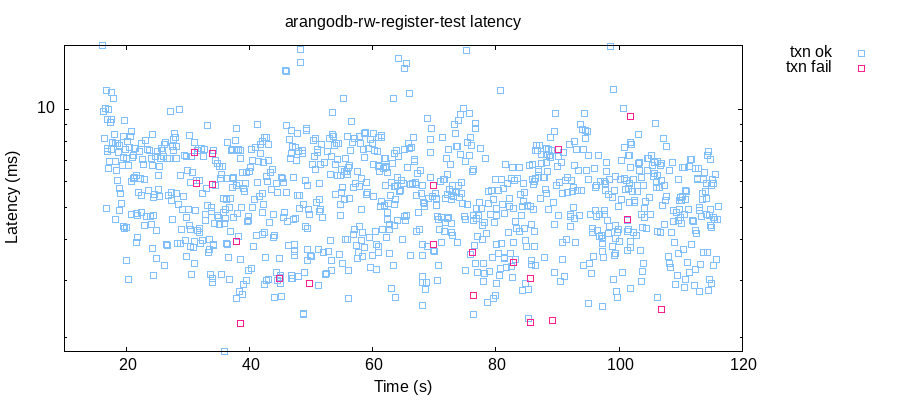 arangodb-rw-register-test latency
txn ok
txn fail
10
Latency (ms)
20 40 60 80 100 120
Time (s)